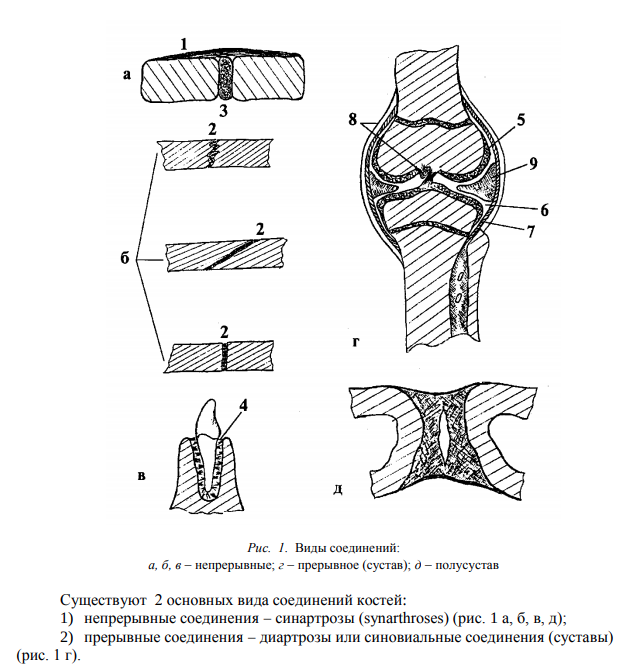 1
а
3
2
2
б
2
4
в
8
5
9
6
7
г
д
Рис. 1. Виды соединений:
а, б, в – непрерывные; г – прерывное (сустав); д – полусустав
Существуют 2 основных вида соединений костей:
1) непрерывные соединения – синартрозы (synarthroses) (рис. 1 а, б, в, д);
2) прерывные соединения – диартрозы или синовиальные соединения (суставы)
(рис. 1 г).